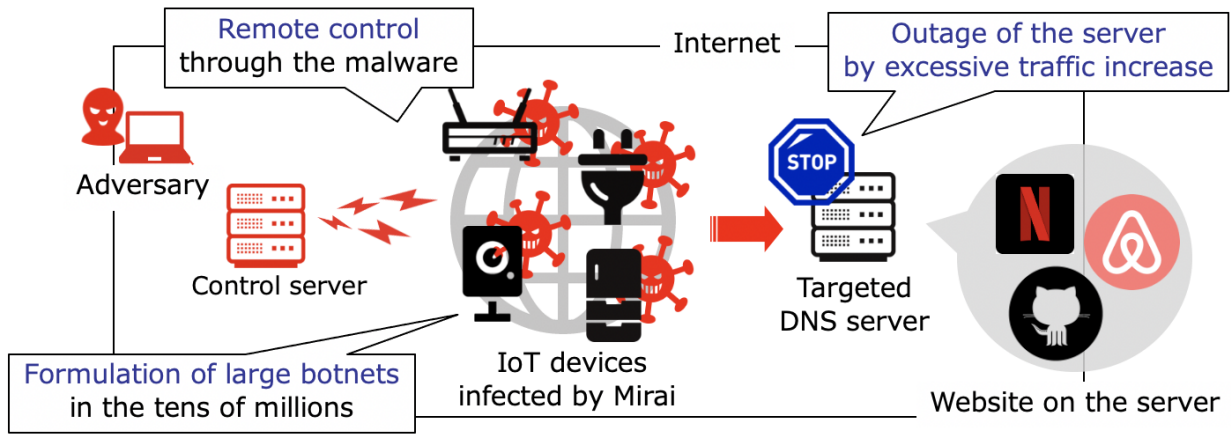 Remote control
through the malware
Internet
Outage of the server
by excessive traffic increase
Adversary
STOP
Control server
Targeted
DNS server
N
IoT devices
infected by Mirai
Formulation of large botnets
in the tens of millions
Website on the server